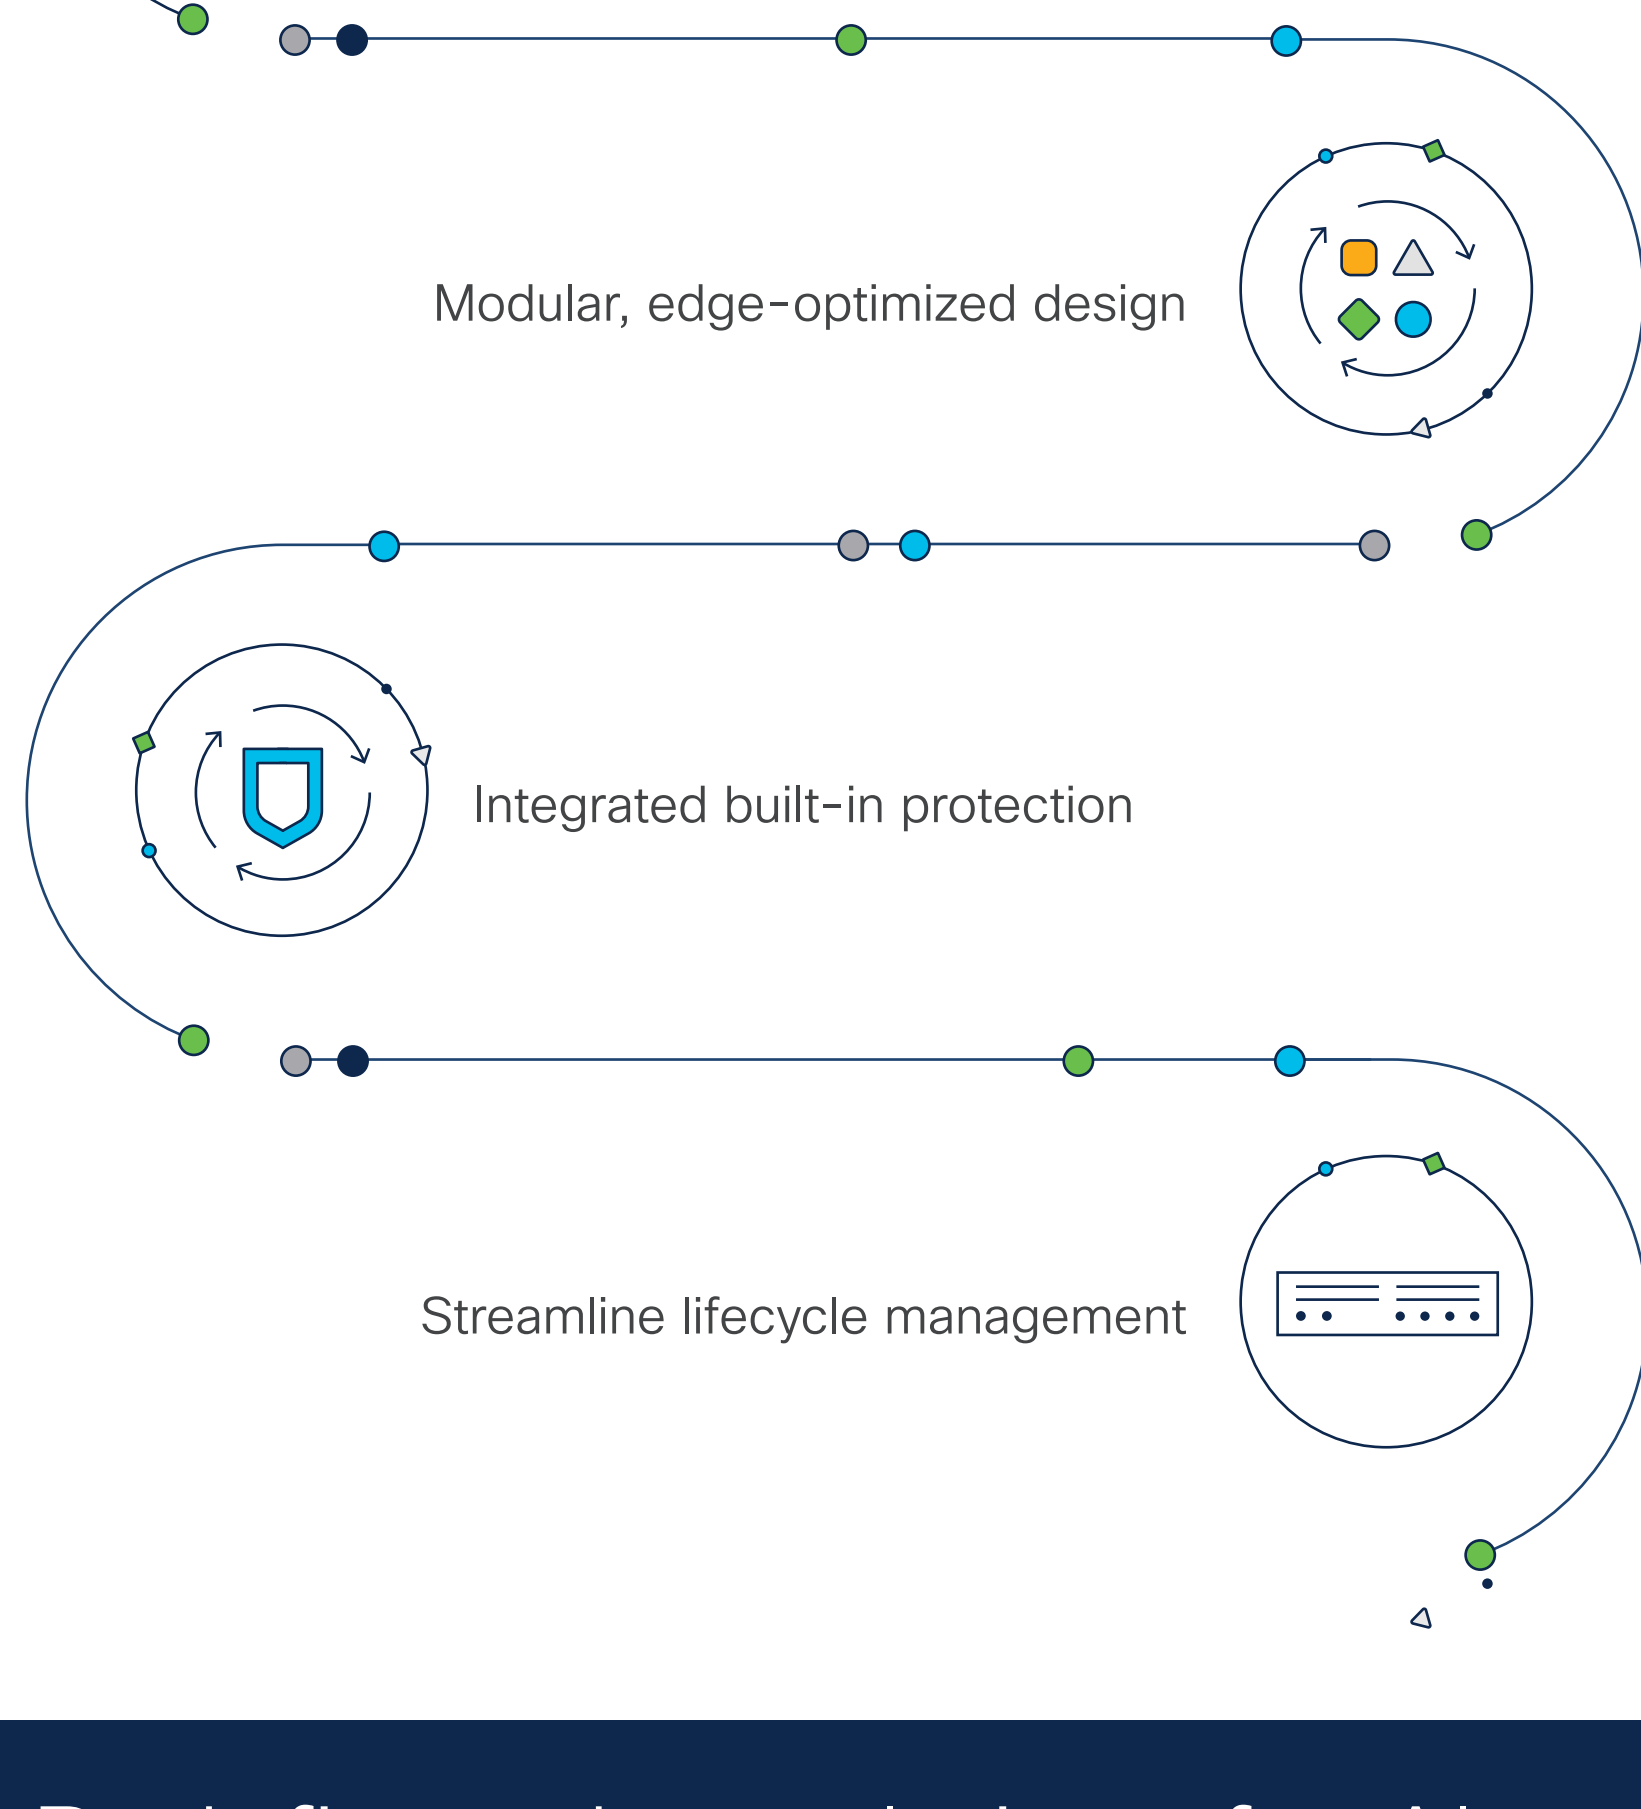 Modular, edge-optimized design
Integrated built-in protection
Streamline lifecycle management